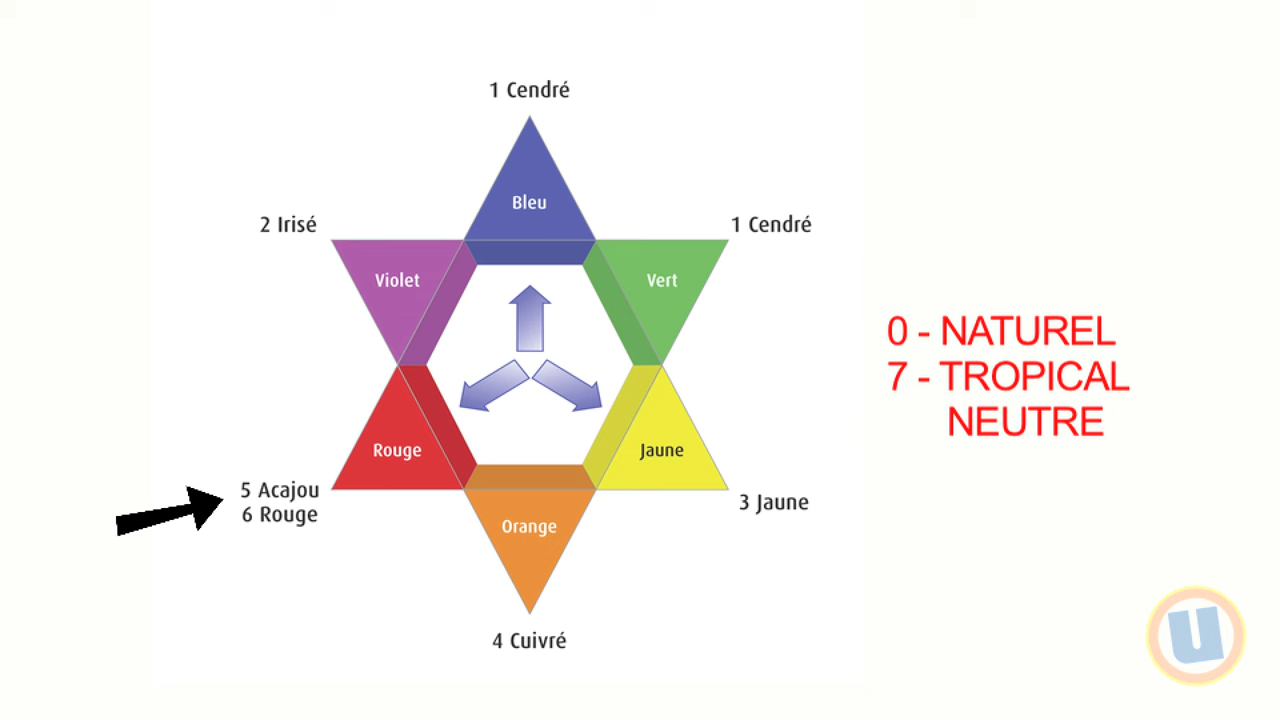 1 Cendré
2 Irisé
1 Cendré
Bleu
Violet
Vert
0 - NATUREL
7 - TROPICAL
NEUTRE
Rouge
Jaune
5 Acajou
6 Rouge
3 Jaune
Orange
4 Cuivré
U